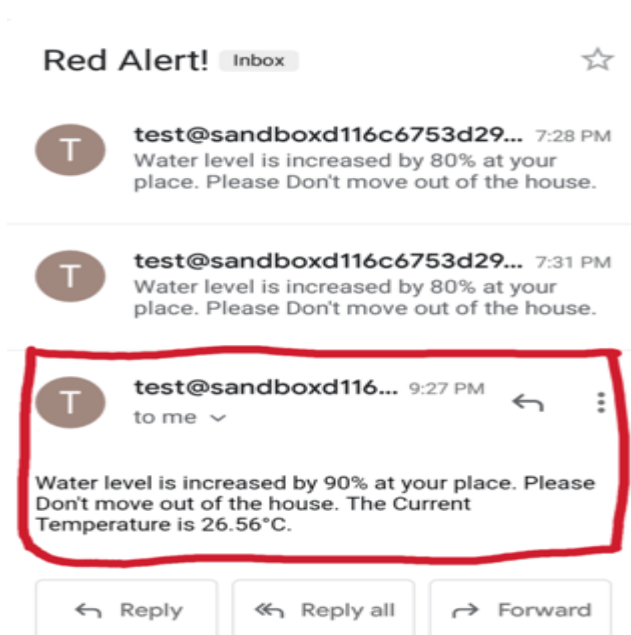 Red Alert! Inbox
T
test@sandboxd116c6753d29... 7:28 PM
Water level is increased by 80% at your
place. Please Don't move out of the house.
T
test@sandboxd116c6753d29... 7:31 PM
Water level is increased by 80% at your
place. Please Don't move out of the house.
T
test@sandboxd116... 9:27 PM
to me
Water level is increased by 90% at your place. Please
Don't move out of the house. The Current
Temperature is 26.56°C.
Reply Reply all Forward